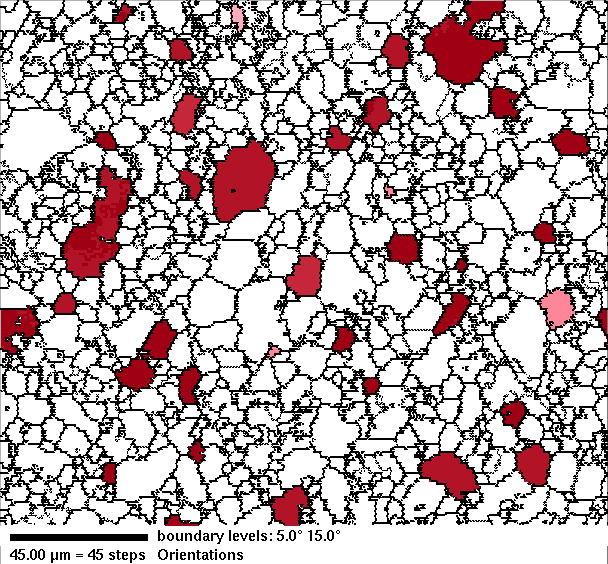 boundary levels: 5.0° 15.0°
45.00 µm = 45 steps Orientations